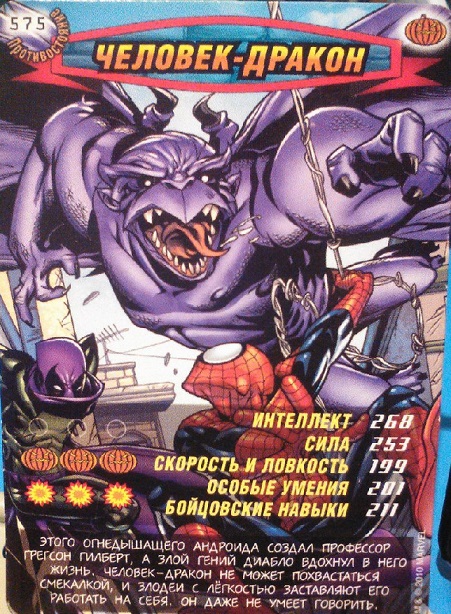 575
ПРОТИВОСТОЯНИЕ
ЧЕЛОВЕК-ДРАКОН
ИНТЕЛЛЕКТ 268
СИЛА 253
СКОРОСТЬ И ЛОВКОСТЬ 199
ОСОБЫЕ УМЕНИЯ 201
БОЙЦОВСКИЕ НАВЫКИ 211
ЭТОГО ОГНЕДЫШАЩЕГО АНДРОИДА СОЗДАЛ ПРОФЕССОР
ГРЕГСОН ГИЛБЕРТ, А ЗЛОЙ ГЕНИЙ ДИАБЛО ВДОХНУЛ В НЕГО
ЖИЗНЬ. ЧЕЛОВЕК-ДРАКОН НЕ МОЖЕТ ПОХВАСТАТЬСЯ
СМЕКАЛКОЙ, И ЗЛОДЕИ С ЛЁГКОСТЬЮ ЗАСТАВЛЯЮТ ЕГО
РАБОТАТЬ НА СЕБЯ. ОН ДАЖЕ НЕ УМЕЕТ ГОВОРИТЬ.
© 2010 MARVEL